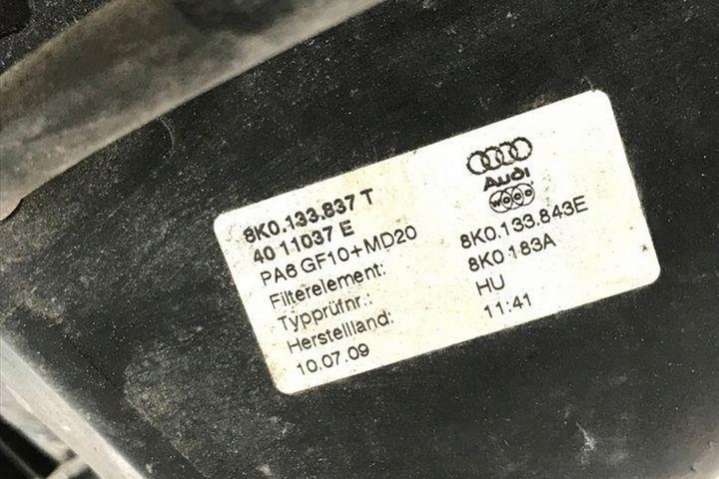 Audi
WOOD
8K0.133.837 T
40 11037 E
PA6 GF10+MD20
Filterelement: 8K0.133.843E
Typprüfnr.: 8K0 183A
Herstellland: HU
10.07.09 11:41